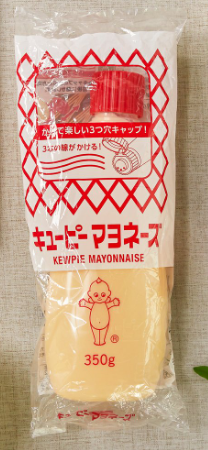 かけて楽しい3つ穴キャップ!
3本の線がかける!
キューピー マヨネーズ
KEWPIE MAYONNAISE
®
350g